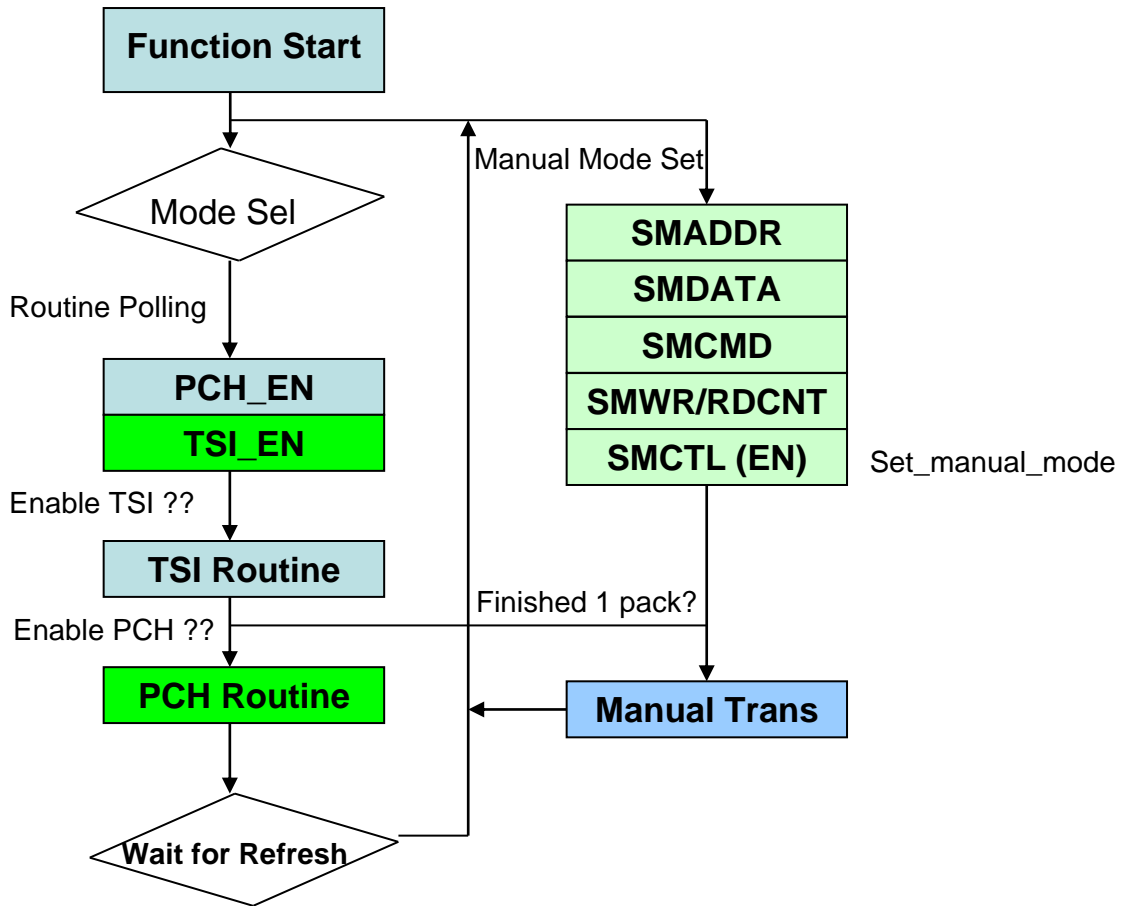 Function Start
Manual Mode Set
Mode Sel
SMADDR
SMDATA
Routine Polling
SMCMD
PCH_EN
SMWR/RDCNT
TSI_EN
SMCTL (EN)
Set_manual_mode
Enable TSI ??
TSI Routine
Finished 1 pack?
Enable PCH ??
PCH Routine
Manual Trans
Wait for Refresh